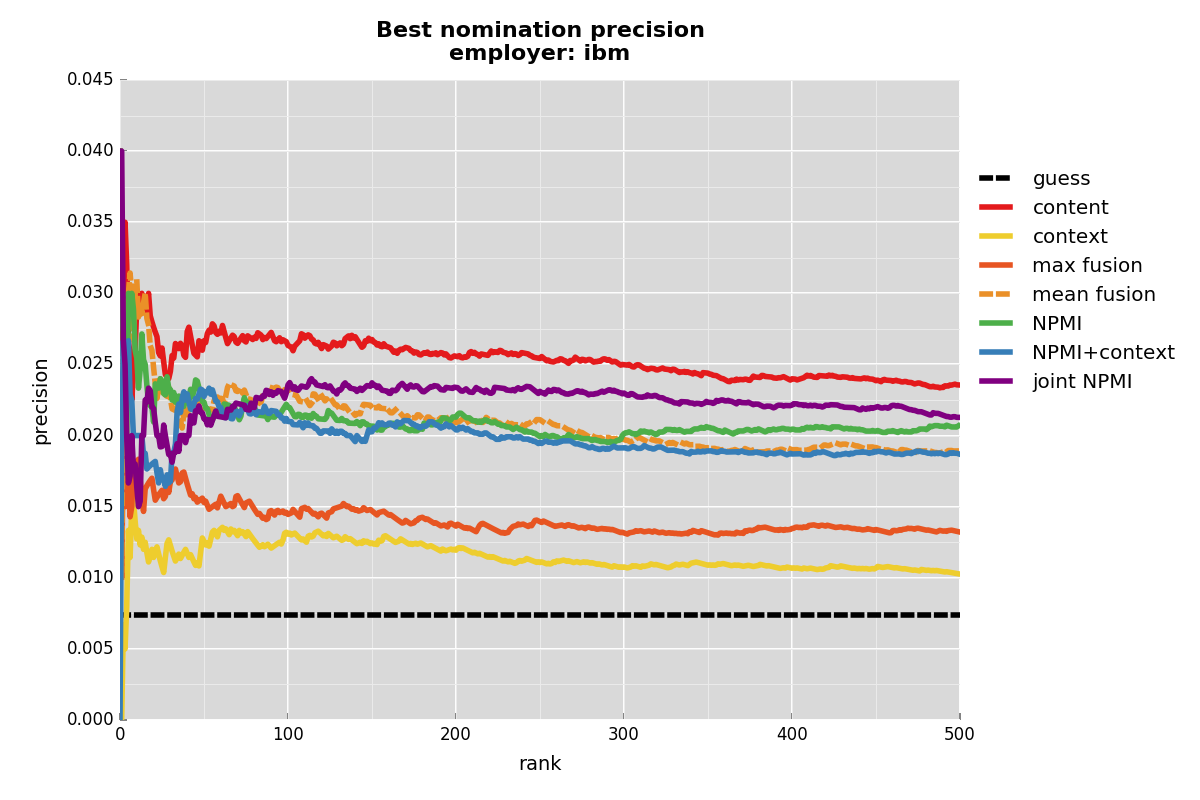 Best nomination precision
employer: ibm
precision
0.045
0.040
0.035
0.030
0.025
0.020
0.015
0.010
0.005
0.000
0
100
200
300
400
500
rank
guess
content
context
max fusion
mean fusion
NPMI
NPMI+context
joint NPMI